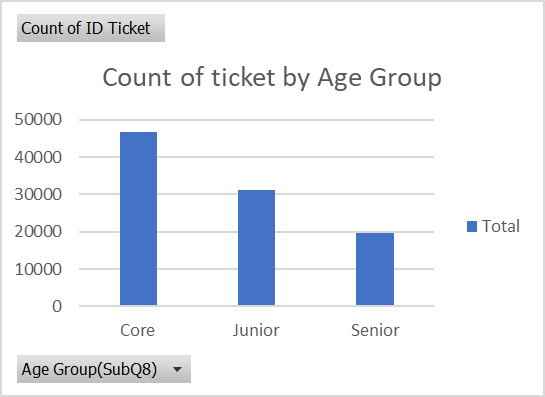 Count of ID Ticket
Count of ticket by Age Group
50000
40000
30000
20000
10000
0
Core Junior Senior
Total
Age Group(SubQ8)